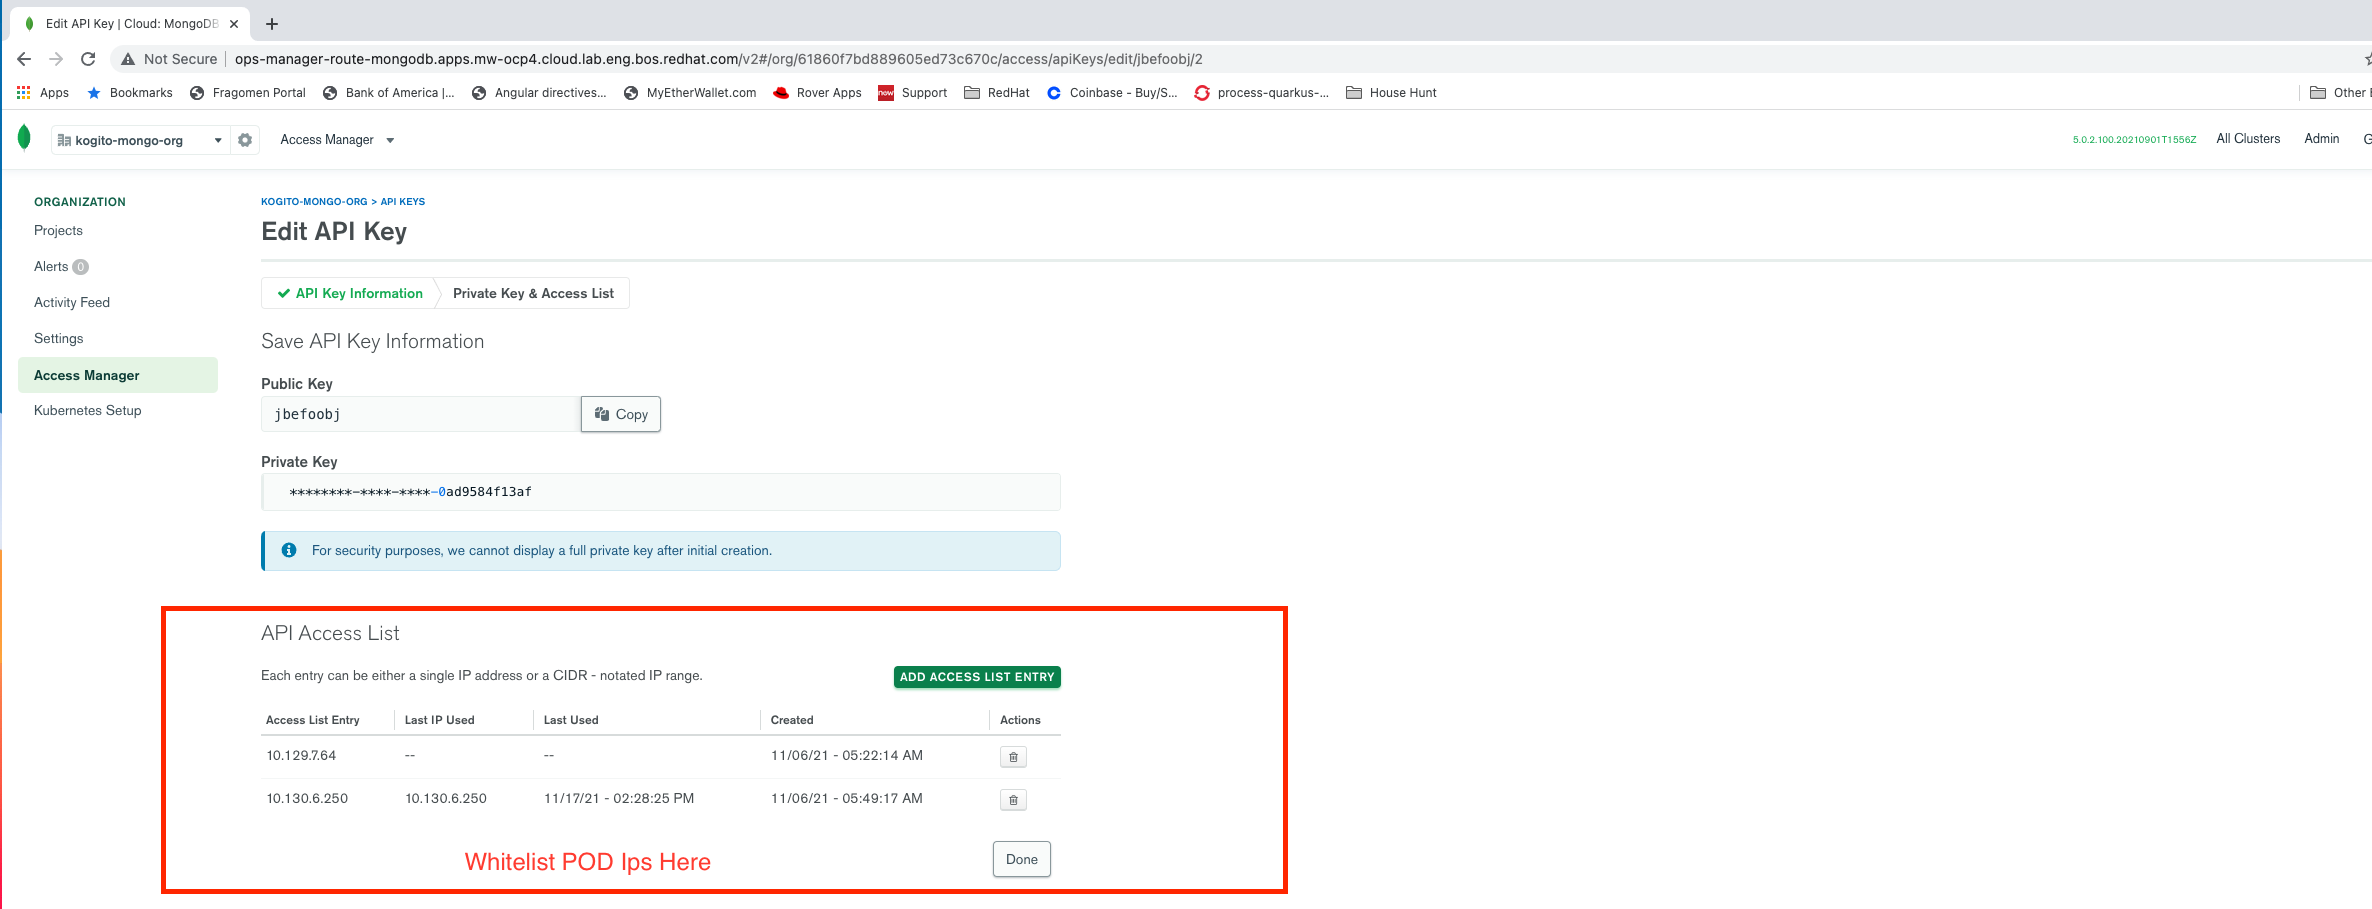 Edit API Key | Cloud: MongoDB
Not Secure | ops-manager-route-mongodb.apps.mw-ocp4.cloud.lab.eng.bos.redhat.com/v2#/org/61860f7bd889605ed73c670c/access/apiKeys/edit/jbefoobj/2
Apps Bookmarks Fragomen Portal Bank of America |... Angular directives... MyEtherWallet.com Rover Apps now Support RedHat Coinbase - Buy/S... process-quarkus-... House Hunt Other
kogito-mongo-org Access Manager 5.0.2.100.20210901T1556Z All Clusters Admin
ORGANIZATION
Projects
Alerts 0
Activity Feed
Settings
Access Manager
Kubernetes Setup
KOGITO-MONGO-ORG > API KEYS
Edit API Key
API Key Information Private Key & Access List
Save API Key Information
Public Key
jbefoobj Copy
Private Key
********-****-****-0ad9584f13af
For security purposes, we cannot display a full private key after initial creation.
API Access List
Each entry can be either a single IP address or a CIDR - notated IP range. ADD ACCESS LIST ENTRY
Access List Entry Last IP Used Last Used Created Actions
10.129.7.64 -- -- 11/06/21 - 05:22:14 AM
10.130.6.250 10.130.6.250 11/17/21 - 02:28:25 PM 11/06/21 - 05:49:17 AM
Whitelist POD Ips Here Done